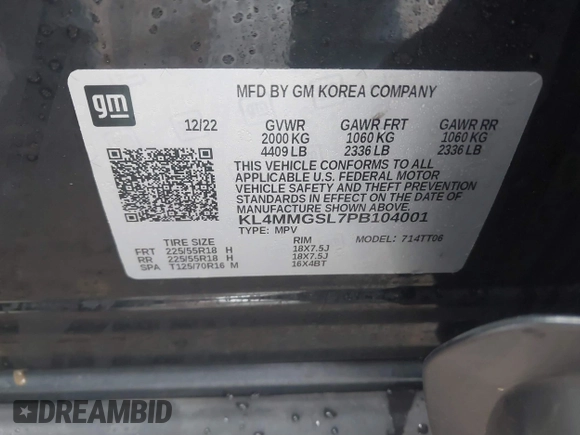 gm
MFD BY GM KOREA COMPANY
12/22 GVWR GAWR FRT GAWR RR
2000 KG 1060 KG 1060 KG
4409 LB 2336 LB 2336 LB
THIS VEHICLE CONFORMS TO ALL
APPLICABLE U.S. FEDERAL MOTOR
VEHICLE SAFETY AND THEFT PREVENTION
STANDARDS IN EFFECT ON THE DATE OF
MANUFACTURE SHOWN ABOVE.
KL4MMGSL7PB104001
TYPE: MPV MODEL: 714TT06
TIRE SIZE RIM
FRT 225/55R18 H 18X7.5J
RR 225/55R18 H 18X7.5J
SPA T125/70R16 M 16X4BT
DREAMBID